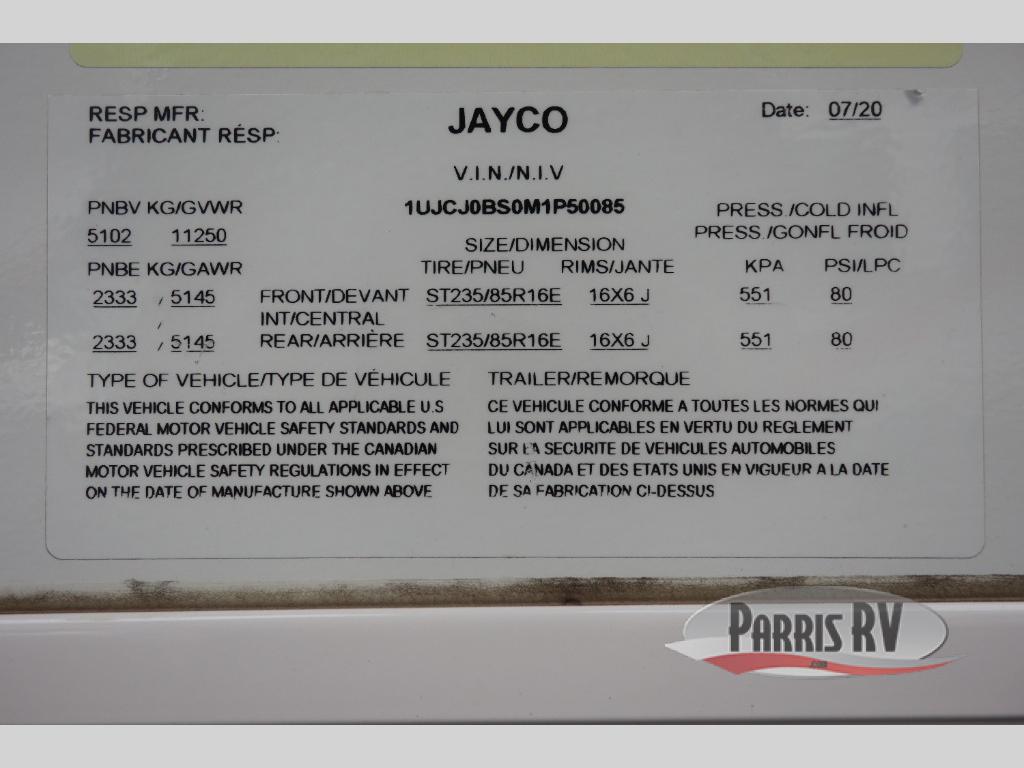 RESP MFR: JAYCO Date: 07/20
FABRICANT RÉSP:
V.I.N./N.I.V
PNBV KG/GVWR 1UJCJ0BS0M1P50085 PRESS./COLD INFL
5102 11250 SIZE/DIMENSION PRESS./GONFL FROID
PNBE KG/GAWR TIRE/PNEU RIMS/JANTE KPA PSI/LPC
2333 / 5145 FRONT/DEVANT ST235/85R16E 16X6 J 551 80
/ INT/CENTRAL
2333 / 5145 REAR/ARRIÈRE ST235/85R16E 16X6 J 551 80
TYPE OF VEHICLE/TYPE DE VÉHICULE TRAILER/REMORQUE
THIS VEHICLE CONFORMS TO ALL APPLICABLE U.S
FEDERAL MOTOR VEHICLE SAFETY STANDARDS AND
STANDARDS PRESCRIBED UNDER THE CANADIAN
MOTOR VEHICLE SAFETY REGULATIONS IN EFFECT
ON THE DATE OF MANUFACTURE SHOWN ABOVE
CE VEHICULE CONFORME A TOUTES LES NORMES QUI
LUI SONT APPLICABLES EN VERTU DU REGLEMENT
SUR LA SECURITE DE VEHICULES AUTOMOBILES
DU CANADA ET DES ETATS UNIS EN VIGUEUR A LA DATE
DE SA FABRICATION CI-DESSUS
PARRIS RV
.com